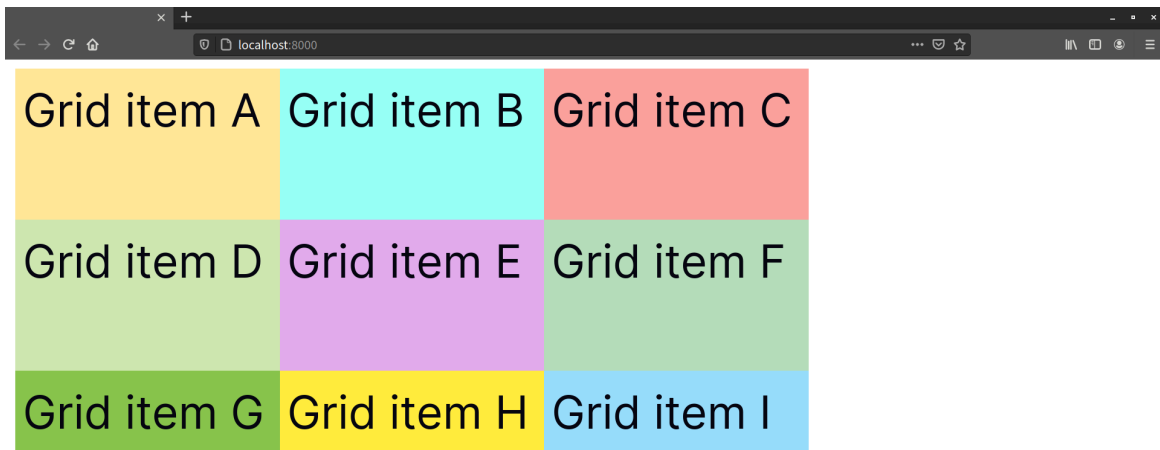 localhost:8000
Grid item A Grid item B Grid item C
Grid item D Grid item E Grid item F
Grid item G Grid item H Grid item I